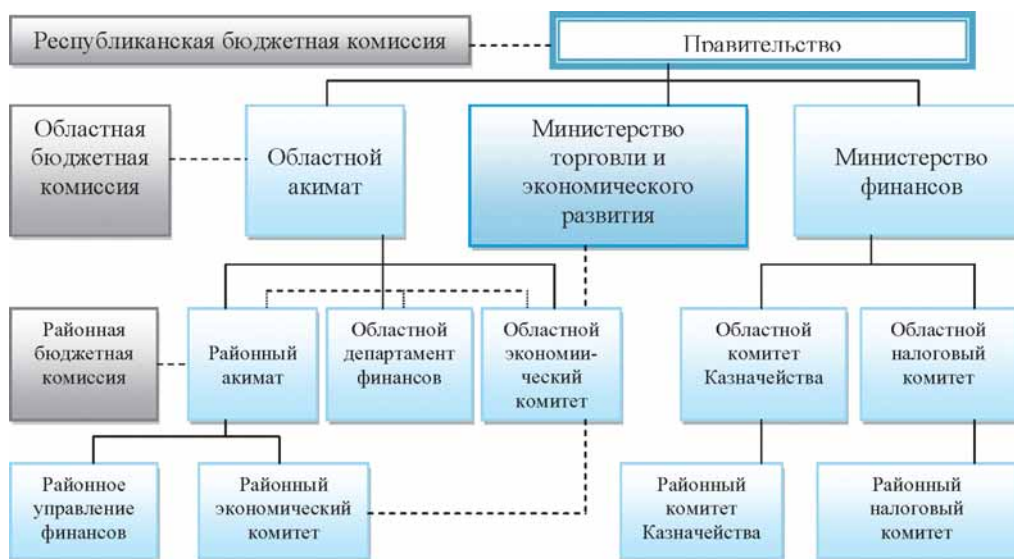 Республиканская бюджетная комиссия
Правительство
Областная
бюджетная
комиссия
Областной
акимат
Министерство
торговли и
экономического
развития
Министерство
финансов
Районная
бюджетная
комиссия
Районный
акимат
Областной
департамент
финансов
Областной
экономии-
ческий
комитет
Областной
комитет
Казначейства
Областной
налоговый
комитет
Районное
управление
финансов
Районный
экономический
комитет
Районный
комитет
Казначейства
Районный
налоговый
комитет